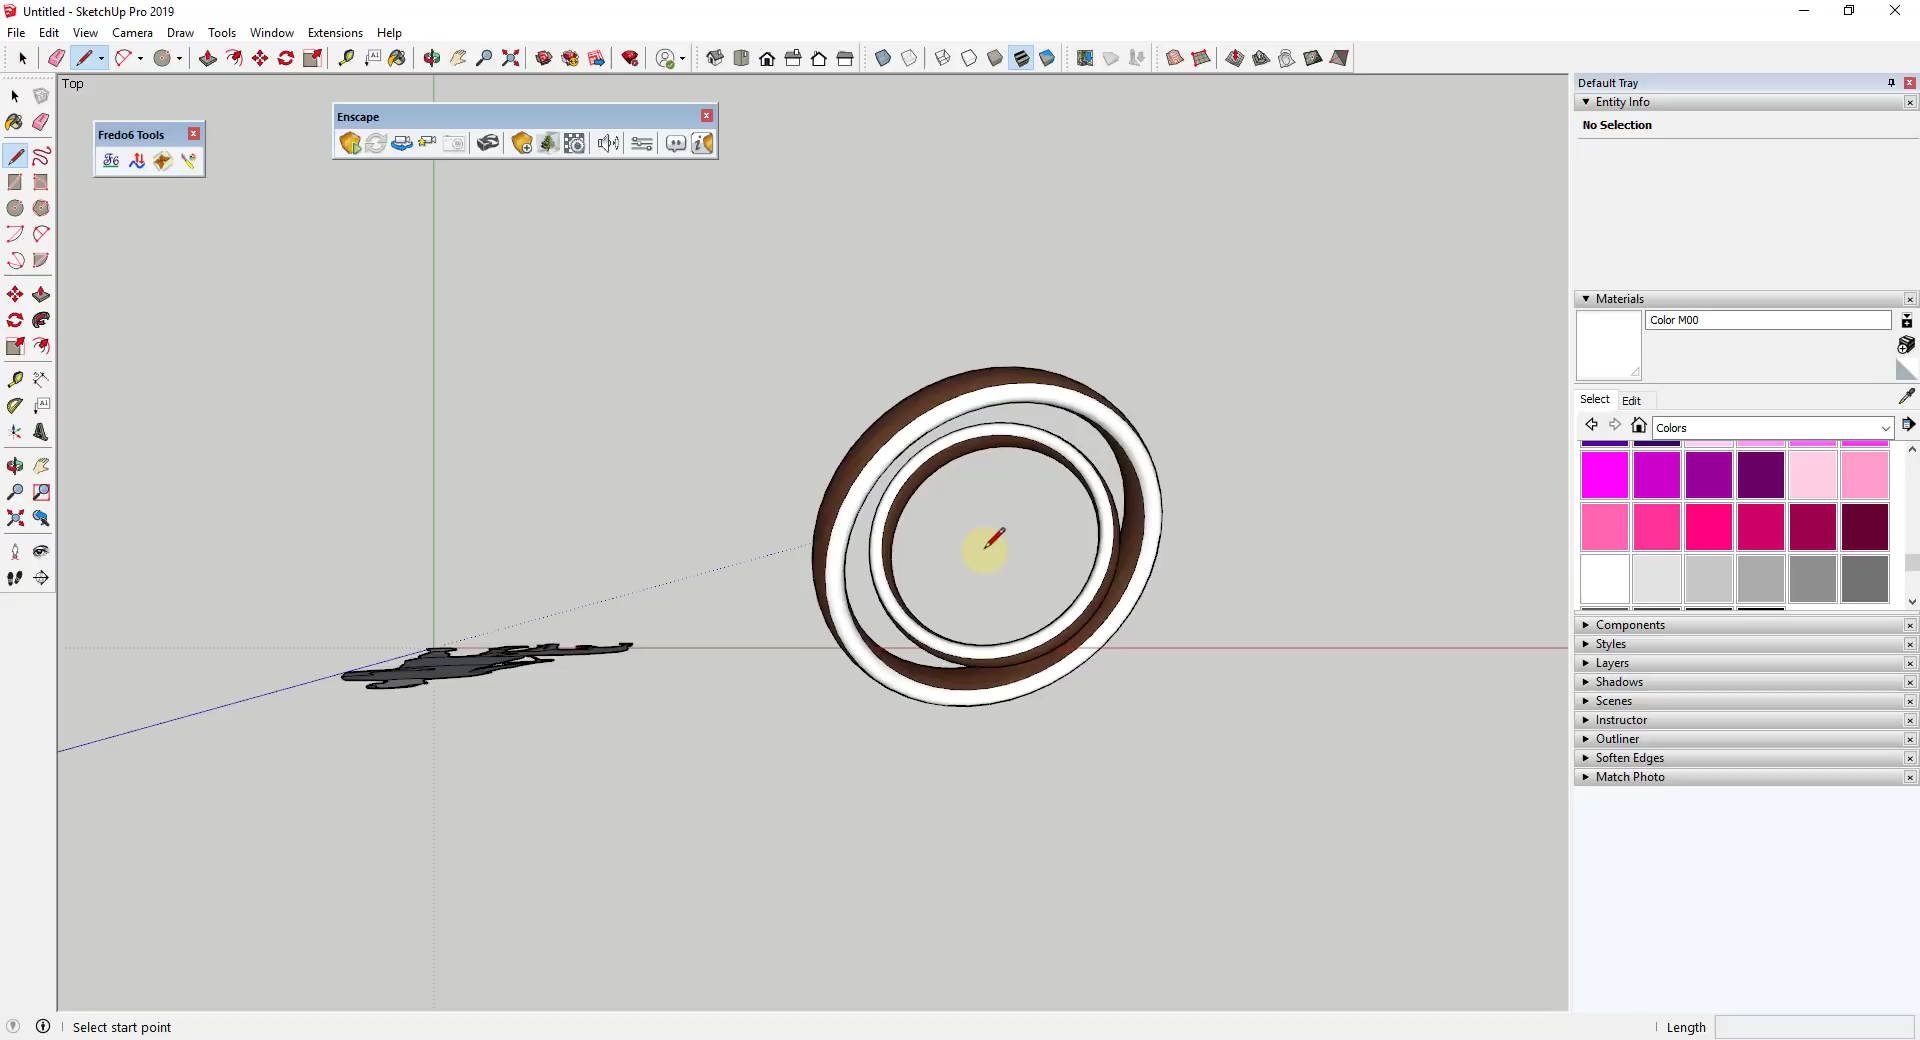 Untitled - SketchUp Pro 2019
File Edit View Camera Draw Tools Window Extensions Help
Top
Default Tray
Entity Info
No Selection
Enscape
Fredo6 Tools
F6
A1
Materials
Color M00
Select Edit
Colors
Components
Styles
Layers
Shadows
Scenes
Instructor
Outliner
Soften Edges
Match Photo
Select start point
Length